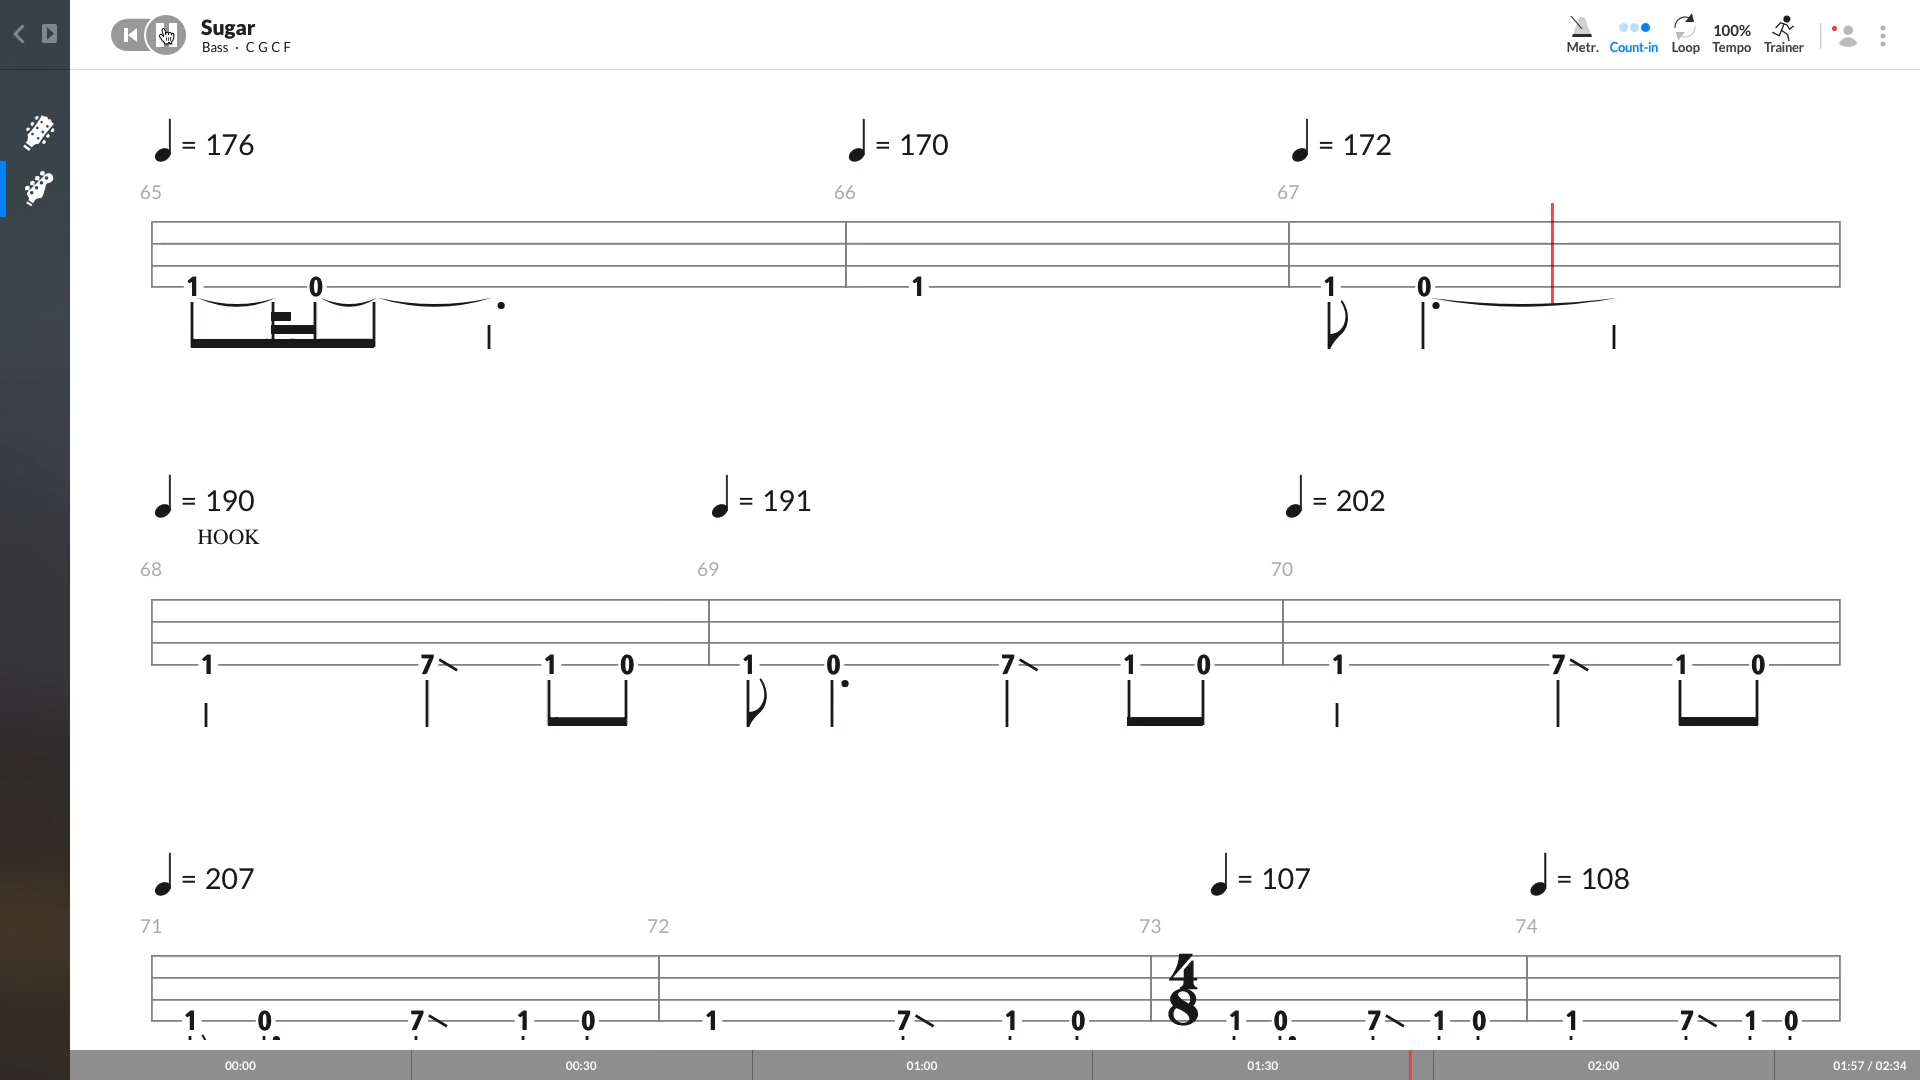 Sugar
Bass · C G C F
Metr.
Count-in
Loop
100%
Tempo
Trainer
= 176
= 170
= 172
65
66
67
1 0 1 1 0
= 190
= 191
= 202
HOOK
68
69
70
1 7 1 0 1 0 7 1 0 1 7 1 0
= 207
= 107
= 108
71
72
73
74
4
8
1 0 7 1 0 1 7 1 0 1 0 7 1 0 1 7 1 0
00:00
00:30
01:00
01:30
02:00
01:57 / 02:34